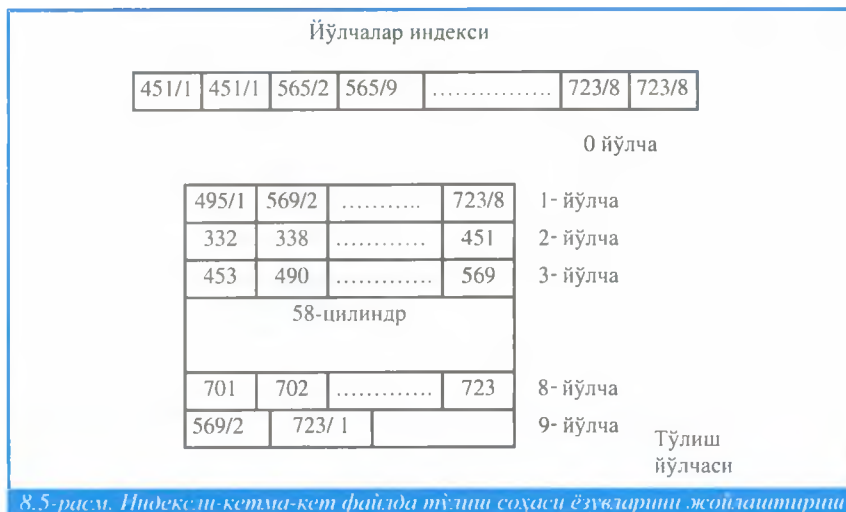 Йўлчалар индекси
451/1 451/1 565/2 565/9 ................ 723/8 723/8
0 йўлча
495/1 569/2 ........... 723/8 1- йўлча
332 338 ............. 451 2- йўлча
453 490 ............. 569 3- йўлча
58-цилиндр
701 702 ............. 723 8- йўлча
569/2 723/ 1 9- йўлча
Тўлиш
йўлчаси
8.5-расм. Индексли-кетма-кет файлда тўлиш соҳаси ёзувларини жойлаштириш